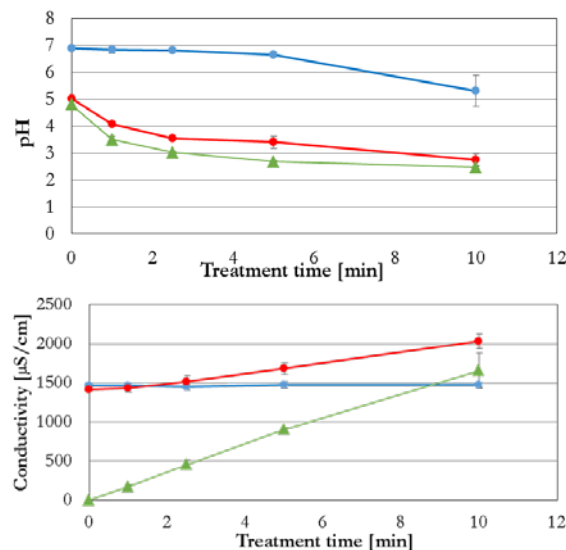 8
7
6
5
4
3
2
1
0
pH
0 2 4 6 8 10 12
Treatment time [min]
2500
2000
1500
1000
500
0
Conductivity [µS/cm]
0 2 4 6 8 10 12
Treatment time [min]